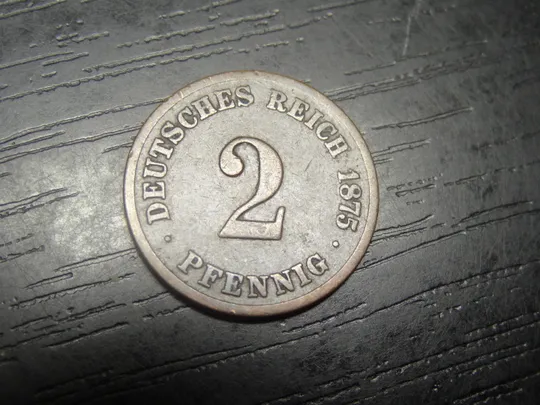 DEUTSCHES REICH 1875
2
· PFENNIG ·